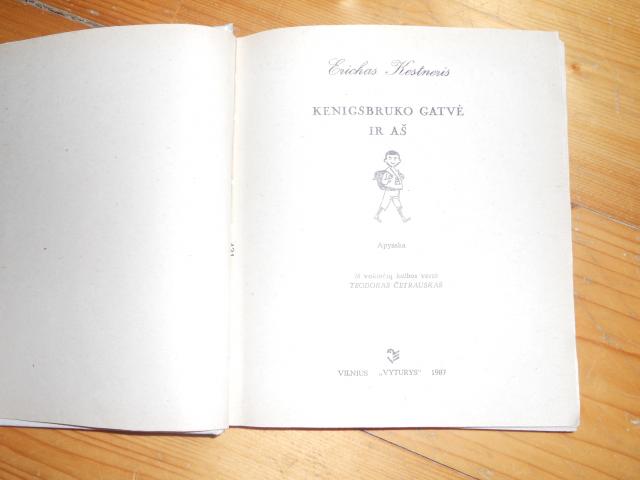 Erichas Kestneris
KENIGSBRUKO GATVĖ
IR AŠ
Apysaka
Iš vokiečių kalbos vertė
TEODORAS ČETRAUSKAS
VILNIUS „VYTURYS“ 1987